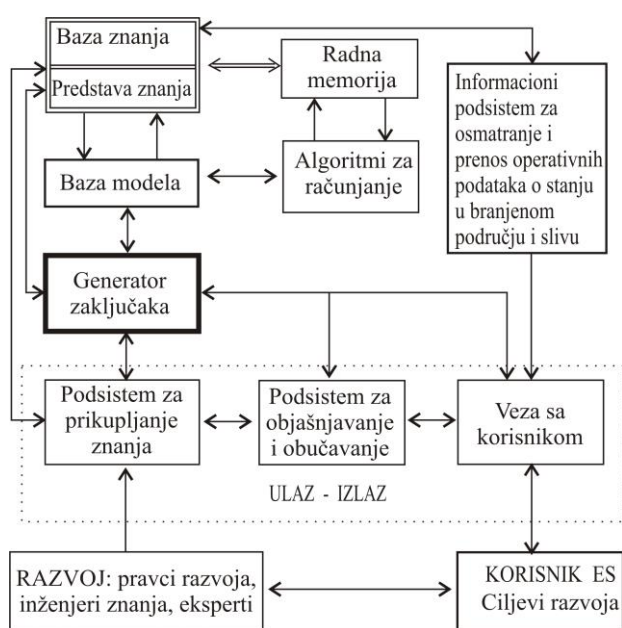 Baza znanja
Predstava znanja
Radna
memorija
Informacioni
podsistem za
osmatranje i
prenos operativnih
podataka o stanju
u branjenom
području i slivu
Baza modela
Algoritmi za
računjanje
Generator
zaključaka
Podsistem za
prikupljanje
znanja
Podsistem za
objašnjavanje
i obučavanje
Veza sa
korisnikom
ULAZ - IZLAZ
RAZVOJ: pravci razvoja,
inženjeri znanja, eksperti
KORISNIK ES
Ciljevi razvoja